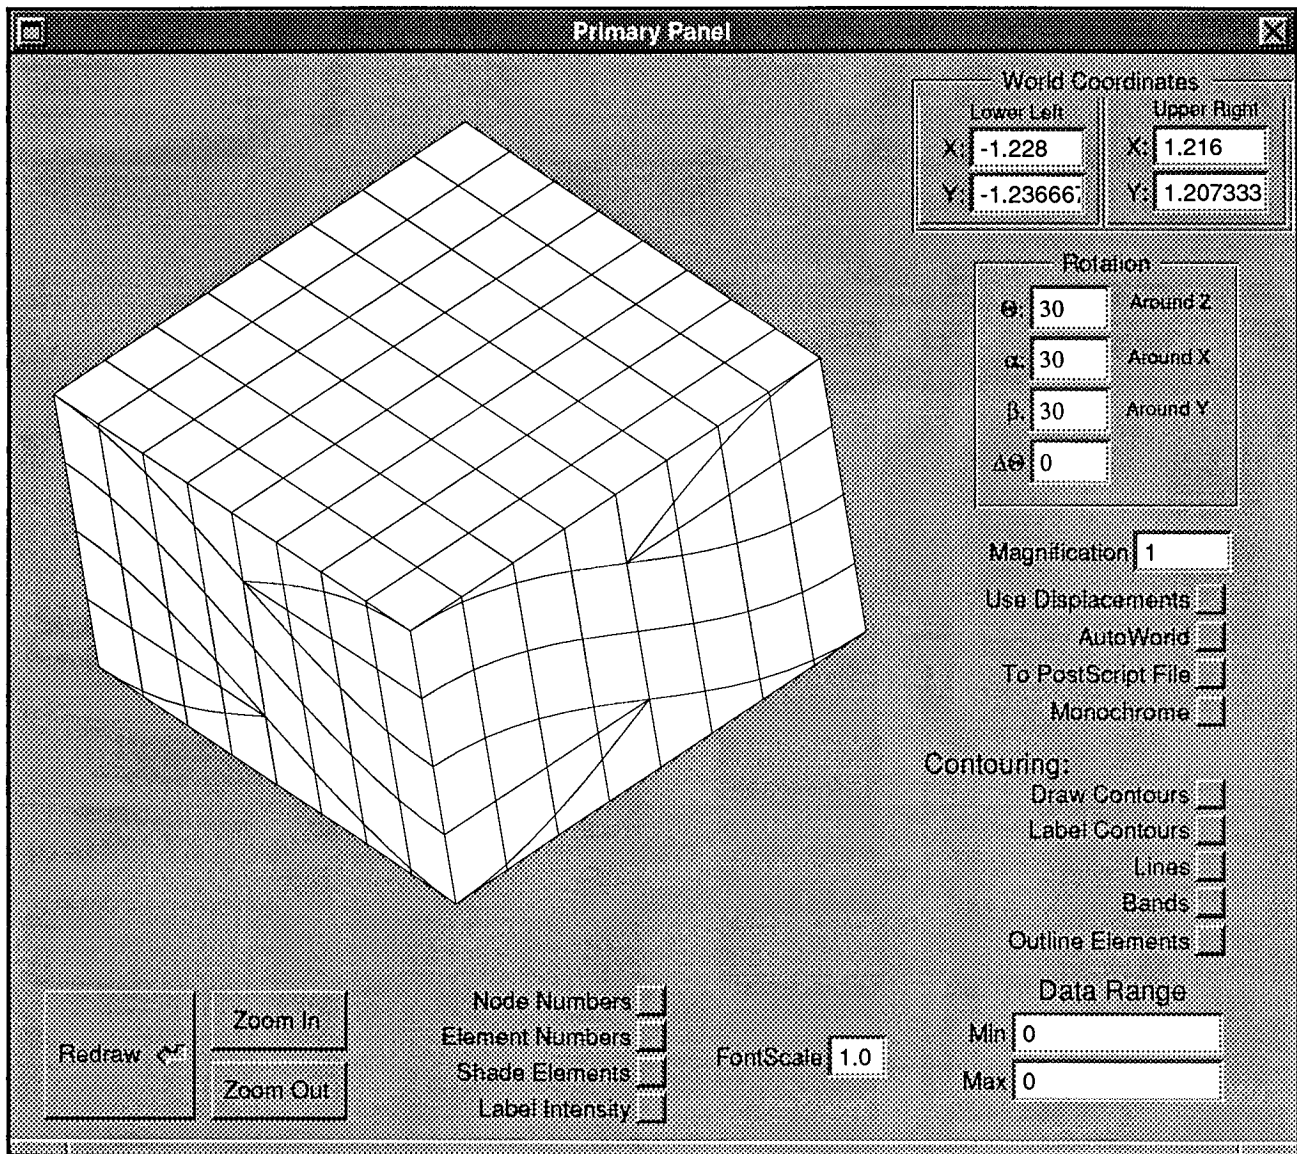 Primary Panel
World Coordinates
Lower Left
Upper Right
X: -1.228
X: 1.216
Y: -1.23666
Y: 1.207333
Rotation
Θ: 30 Around Z
α: 30 Around X
β: 30 Around Y
ΔΘ 0
Magnification 1
Use Displacements
AutoWorld
To PostScript File
Monochrome
Contouring:
Draw Contours
Label Contours
Lines
Bands
Outline Elements
Data Range
Min 0
Max 0
Redraw
Zoom In
Zoom Out
Node Numbers
Element Numbers
Shade Elements
Label Intensity
FontScale 1.0